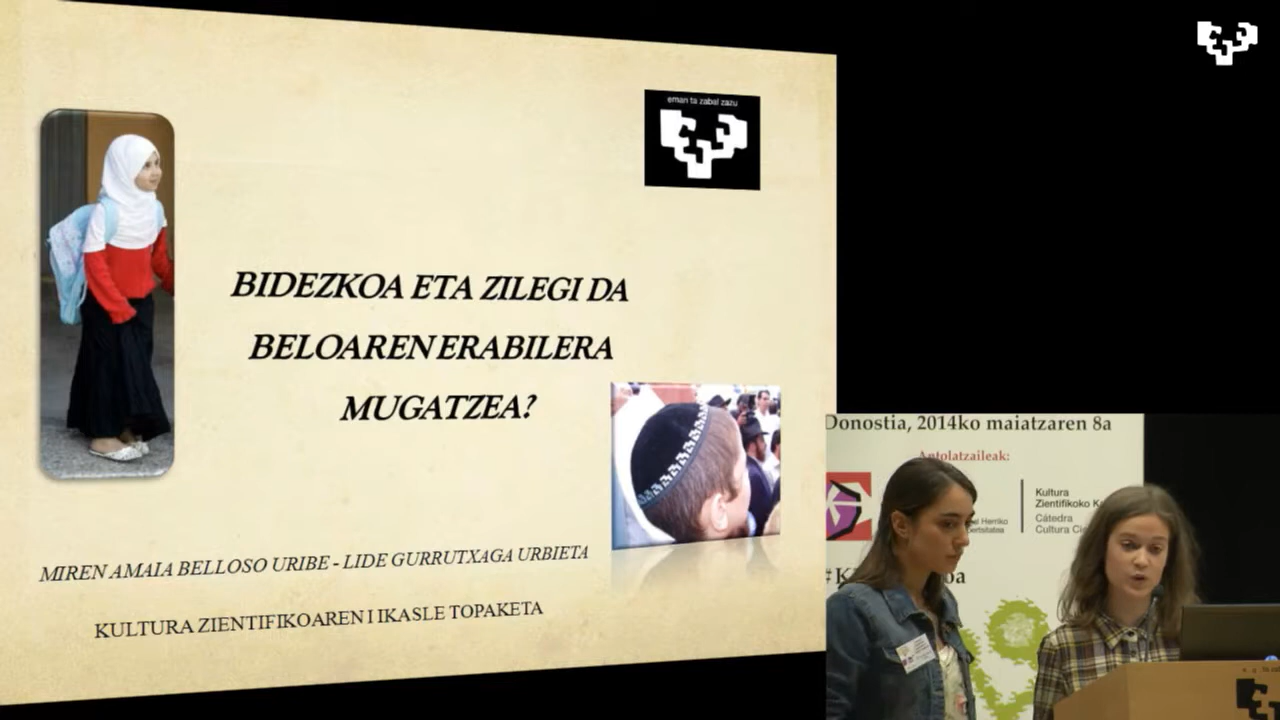 eman ta zabal zazu
BIDEZKOA ETA ZILEGI DA
BELOAREN ERABILERA
MUGATZEA?
MIREN AMAIA BELLOSO URIBE - LIDE GURRUTXAGA URBIETA
KULTURA ZIENTIFIKOAREN I IKASLE TOPAKETA
Donostia, 2014ko maiatzaren 8a
Antolatzaileak:
Kultura
Zientifikoko
Cátedra
Cultura
Herriko